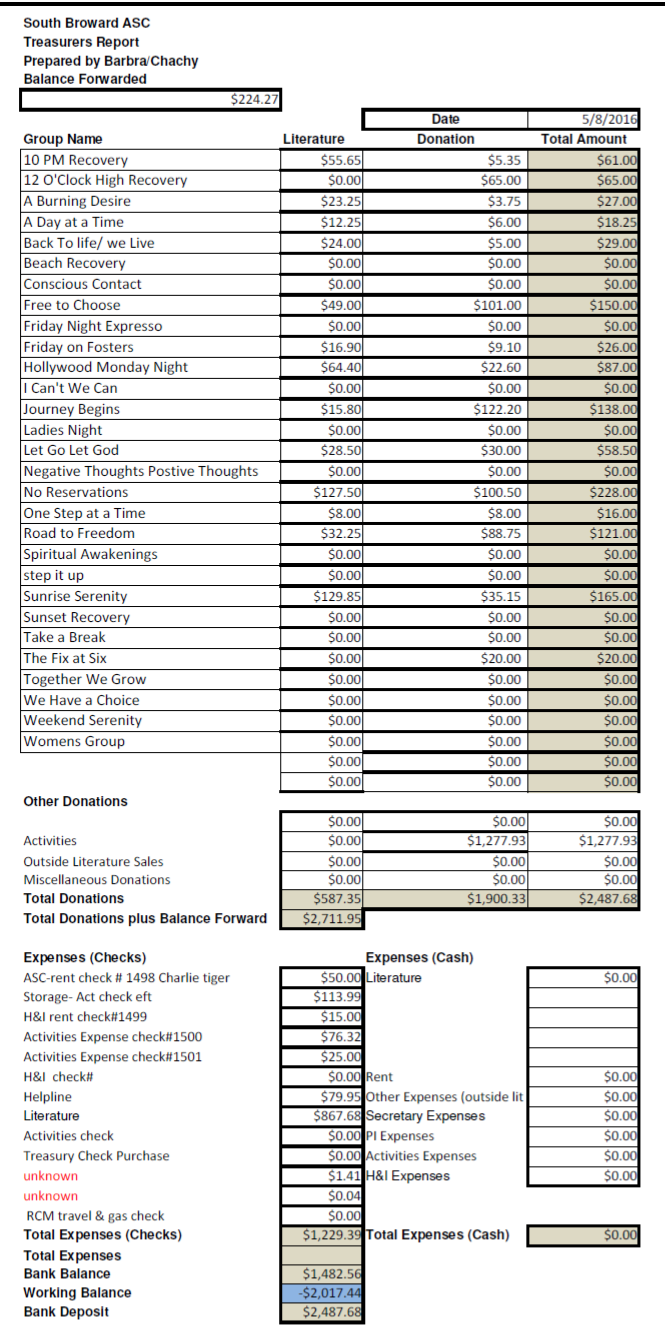 South Broward ASC
Treasurers Report
Prepared by Barbra/Chachy
Balance Forwarded
$224.27
Date 5/8/2016
Group Name Literature Donation Total Amount
10 PM Recovery $55.65 $5.35 $61.00
12 O'Clock High Recovery $0.00 $65.00 $65.00
A Burning Desire $23.25 $3.75 $27.00
A Day at a Time $12.25 $6.00 $18.25
Back To life/ we Live $24.00 $5.00 $29.00
Beach Recovery $0.00 $0.00 $0.00
Conscious Contact $0.00 $0.00 $0.00
Free to Choose $49.00 $101.00 $150.00
Friday Night Expresso $0.00 $0.00 $0.00
Friday on Fosters $16.90 $9.10 $26.00
Hollywood Monday Night $64.40 $22.60 $87.00
I Can't We Can $0.00 $0.00 $0.00
Journey Begins $15.80 $122.20 $138.00
Ladies Night $0.00 $0.00 $0.00
Let Go Let God $28.50 $30.00 $58.50
Negative Thoughts Postive Thoughts $0.00 $0.00 $0.00
No Reservations $127.50 $100.50 $228.00
One Step at a Time $8.00 $8.00 $16.00
Road to Freedom $32.25 $88.75 $121.00
Spiritual Awakenings $0.00 $0.00 $0.00
step it up $0.00 $0.00 $0.00
Sunrise Serenity $129.85 $35.15 $165.00
Sunset Recovery $0.00 $0.00 $0.00
Take a Break $0.00 $0.00 $0.00
The Fix at Six $0.00 $20.00 $20.00
Together We Grow $0.00 $0.00 $0.00
We Have a Choice $0.00 $0.00 $0.00
Weekend Serenity $0.00 $0.00 $0.00
Womens Group $0.00 $0.00 $0.00
$0.00 $0.00 $0.00
$0.00 $0.00 $0.00
Other Donations
$0.00 $0.00 $0.00
Activities $0.00 $1,277.93 $1,277.93
Outside Literature Sales $0.00 $0.00 $0.00
Miscellaneous Donations $0.00 $0.00 $0.00
Total Donations $587.35 $1,900.33 $2,487.68
Total Donations plus Balance Forward $2,711.95
Expenses (Checks) Expenses (Cash)
ASC-rent check # 1498 Charlie tiger $50.00 Literature $0.00
Storage- Act check eft $113.99
H&I rent check#1499 $15.00
Activities Expense check#1500 $76.32
Activities Expense check#1501 $25.00
H&I check# $0.00 Rent $0.00
Helpline $79.95 Other Expenses (outside lit $0.00
Literature $867.68 Secretary Expenses $0.00
Activities check $0.00 PI Expenses $0.00
Treasury Check Purchase $0.00 Activities Expenses $0.00
unknown $1.41 H&I Expenses $0.00
unknown $0.04
RCM travel & gas check $0.00
Total Expenses (Checks) $1,229.39 Total Expenses (Cash) $0.00
Total Expenses
Bank Balance $1,482.56
Working Balance -$2,017.44
Bank Deposit $2,487.68